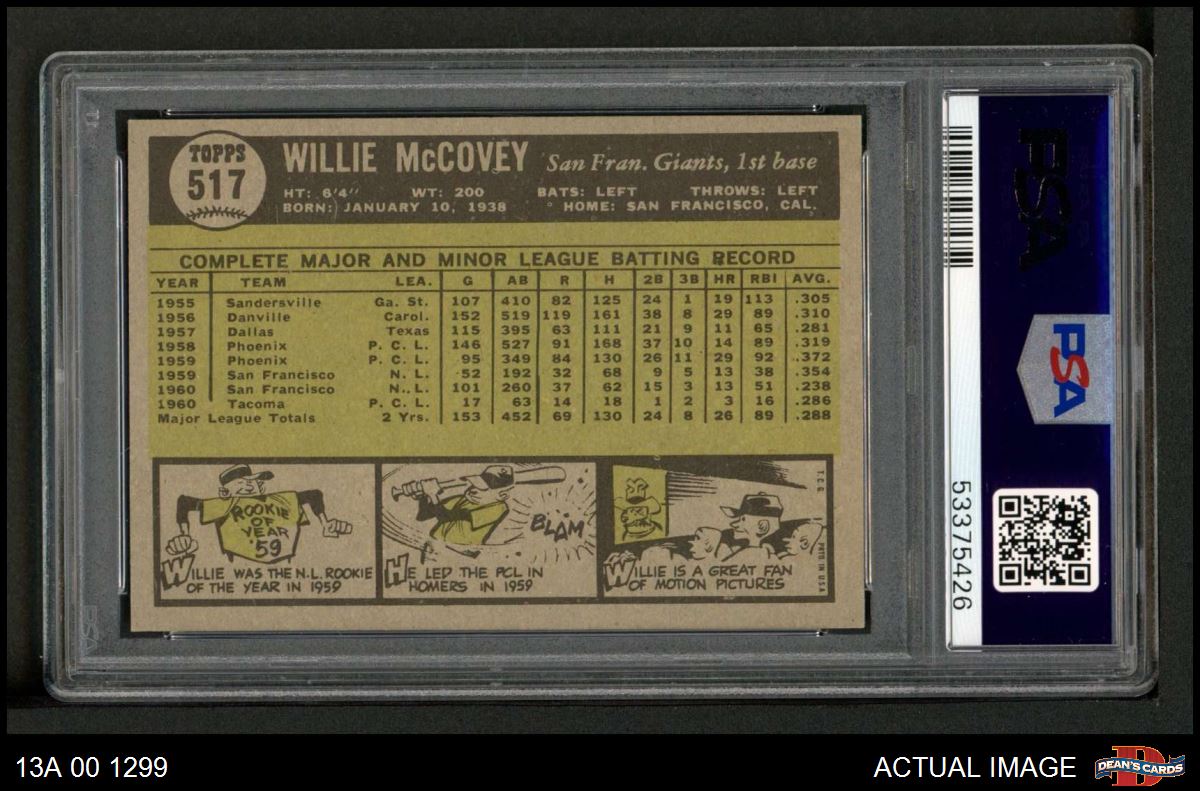 TOPPS
517
WILLIE McCOVEY San Fran. Giants, 1st base
HT: 6'4" WT: 200 BATS: LEFT THROWS: LEFT
BORN: JANUARY 10, 1938 HOME: SAN FRANCISCO, CAL.
COMPLETE MAJOR AND MINOR LEAGUE BATTING RECORD
YEAR TEAM LEA. G AB R H 2B 3B HR RBI AVG.
1955 Sandersville Ga. St. 107 410 82 125 24 1 19 113 .305
1956 Danville Carol. 152 519 119 161 38 8 29 89 .310
1957 Dallas Texas 115 395 63 111 21 9 11 65 .281
1958 Phoenix P. C. L. 146 527 91 168 37 10 14 89 .319
1959 Phoenix P. C. L. 95 349 84 130 26 11 29 92 .372
1959 San Francisco N. L. 52 192 32 68 9 5 13 38 .354
1960 San Francisco N. L. 101 260 37 62 15 3 13 51 .238
1960 Tacoma P. C. L. 17 63 14 18 1 2 3 16 .286
Major League Totals 2 Yrs. 153 452 69 130 24 8 26 89 .288
ROOKIE
OF
YEAR
59
WILLIE WAS THE N.L. ROOKIE
OF THE YEAR IN 1959
BLAM
HE LED THE PCL IN
HOMERS IN 1959
WILLIE IS A GREAT FAN
OF MOTION PICTURES
T.C.G.
PRTD IN U.S.A.
PSA
PSA
53375426
13A 00 1299
ACTUAL IMAGE
D
DEAN'S CARDS